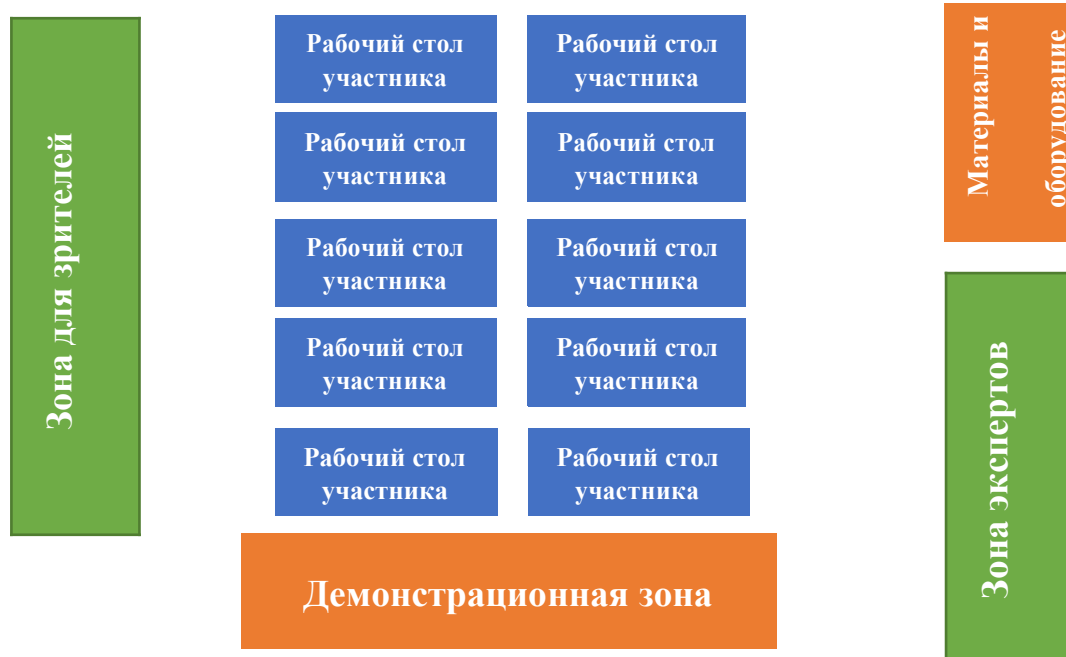 Зона для зрителей
Рабочий стол
участника
Рабочий стол
участника
Рабочий стол
участника
Рабочий стол
участника
Рабочий стол
участника
Рабочий стол
участника
Рабочий стол
участника
Рабочий стол
участника
Рабочий стол
участника
Рабочий стол
участника
Демонстрационная зона
Материалы и
оборудование
Зона экспертов